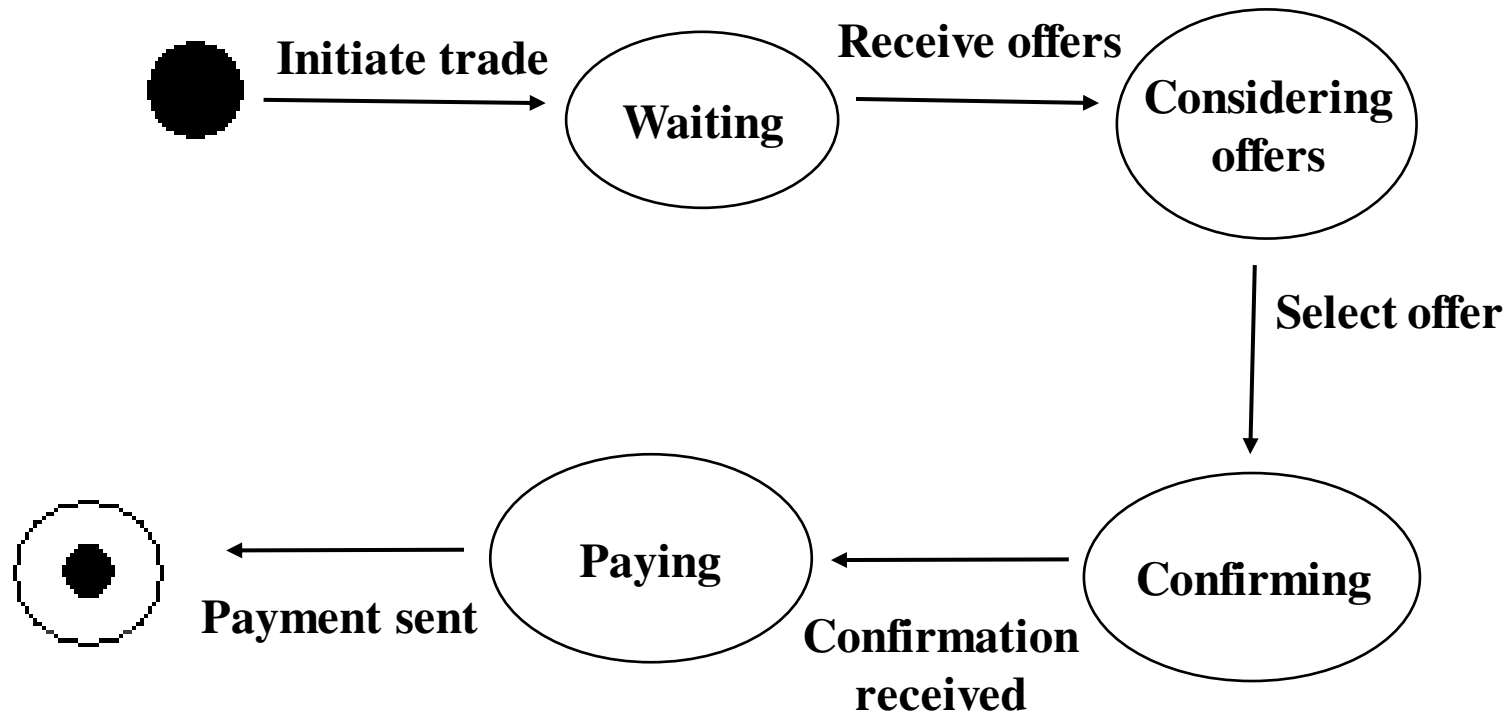 Initiate trade
Waiting
Receive offers
Considering
offers
Select offer
Confirming
Confirmation
received
Paying
Payment sent